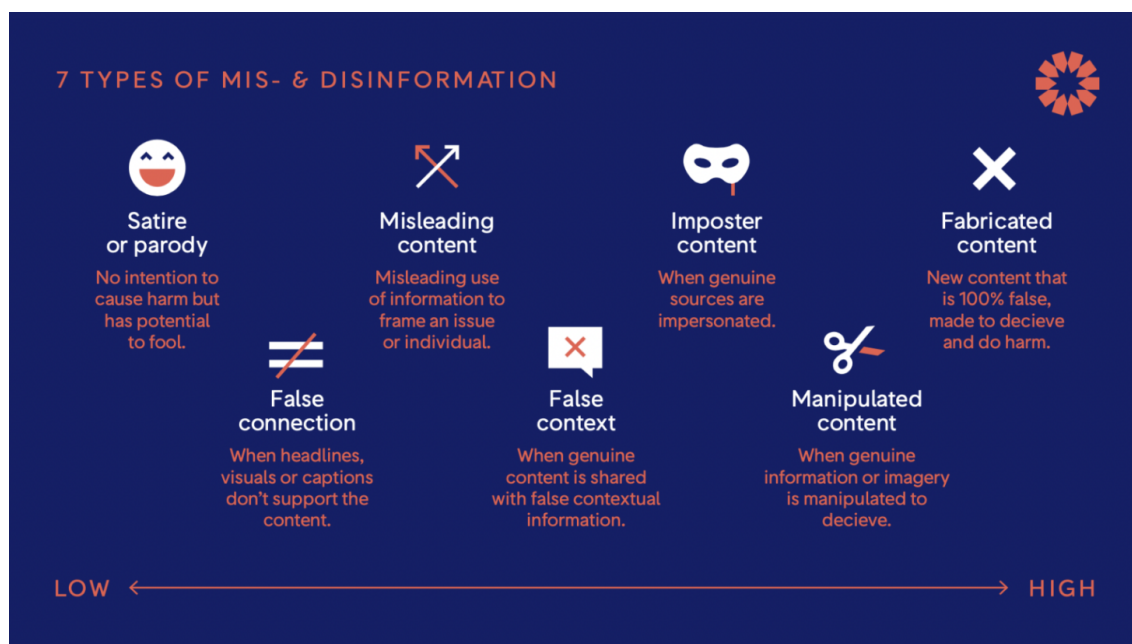 7 TYPES OF MIS- & DISINFORMATION
Satire
or parody
No intention to
cause harm but
has potential
to fool.
Misleading
content
Misleading use
of information to
frame an issue
or individual.
Imposter
content
When genuine
sources are
impersonated.
Fabricated
content
New content that
is 100% false,
made to decieve
and do harm.
False
connection
When headlines,
visuals or captions
don't support the
content.
False
context
When genuine
content is shared
with false contextual
information.
Manipulated
content
When genuine
information or imagery
is manipulated to
decieve.
LOW
HIGH